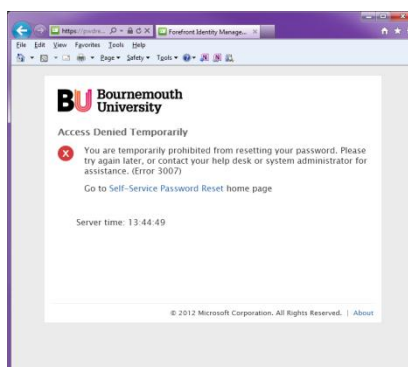 https://
Forefront Identity Manage...
File Edit View Favorites Tools Help
Page Safety Tools
BU Bournemouth University
Access Denied Temporarily
You are temporarily prohibited from resetting your password. Please
try again later, or contact your help desk or system administrator for
assistance. (Error 3007)
Go to Self-Service Password Reset home page
Server time: 13:44:49
© 2012 Microsoft Corporation. All Rights Reserved. | About